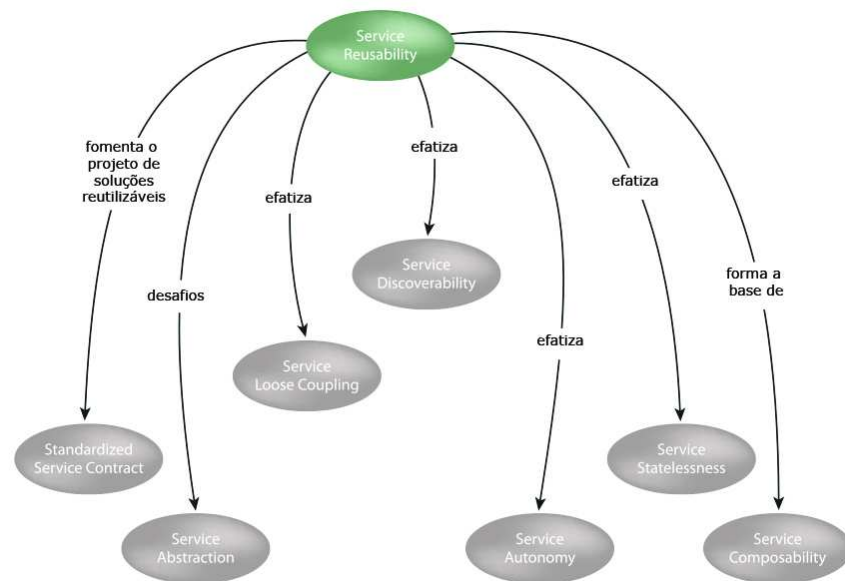 Service
Reusability
fomenta o
projeto de
soluções
reutilizáveis
efatiza
efatiza
efatiza
Service
Discoverability
forma a
base de
desafios
efatiza
Service
Loose Coupling
Standardized
Service Contract
Service
Statelessness
Service
Abstraction
Service
Autonomy
Service
Composability